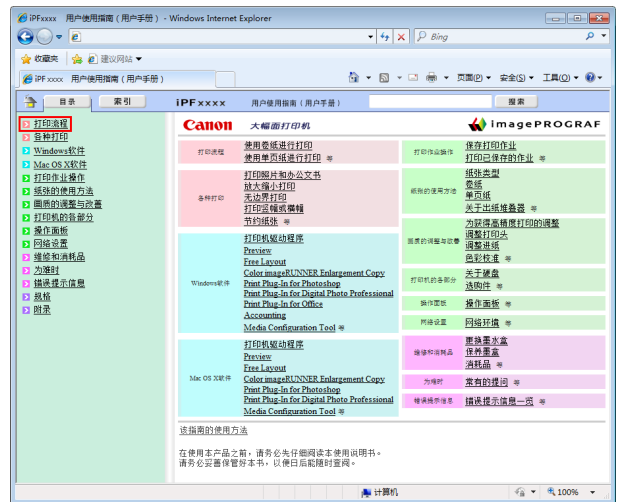 iPFxxxx 用户使用指南(用户手册) - Windows Internet Explorer
Bing
收藏夹 建议网站
iPFxxxx 用户使用指南(用户手册)
页面(P) 安全(S) 工具(O)
目录 索引 iPFxxxx 用户使用指南(用户手册) 搜索
打印流程
各种打印
Windows软件
Mac OS X软件
打印作业操作
纸张的使用方法
画质的调整与改善
打印机的各部分
操作面板
网络设置
维修和消耗品
为难时
错误提示信息
规格
附录
Canon 大幅面打印机 imagePROGRAF
打印流程
使用卷纸进行打印
使用单页纸进行打印 等
各种打印
打印照片和办公文书
放大缩小打印
无边界打印
打印竖幅或横幅
节约纸张 等
Windows软件
打印机驱动程序
Preview
Free Layout
Color imageRUNNER Enlargement Copy
Print Plug-In for Photoshop
Print Plug-In for Digital Photo Professional
Print Plug-In for Office
Accounting
Media Configuration Tool 等
Mac OS X软件
打印机驱动程序
Preview
Free Layout
Color imageRUNNER Enlargement Copy
Print Plug-In for Photoshop
Print Plug-In for Digital Photo Professional
Media Configuration Tool 等
打印作业操作
保存打印作业
打印已保存的作业 等
纸张的使用方法
纸张类型
卷纸
单页纸
关于出纸堆叠器 等
画质的调整与改善
为获得高精度打印的调整
调整打印头
调整进纸
色彩校准 等
打印机的各部分
关于硬盘
选购件 等
操作面板
操作面板 等
网络设置
网络环境 等
维修和消耗品
更换墨水盒
保养墨盒
消耗品 等
为难时
常有的提问 等
错误提示信息
错误提示信息一览 等
该指南的使用方法
在使用本产品之前,请务必先仔细阅读本使用说明书。
请务必妥善保管好本书,以便日后能随时查阅。
计算机 100%